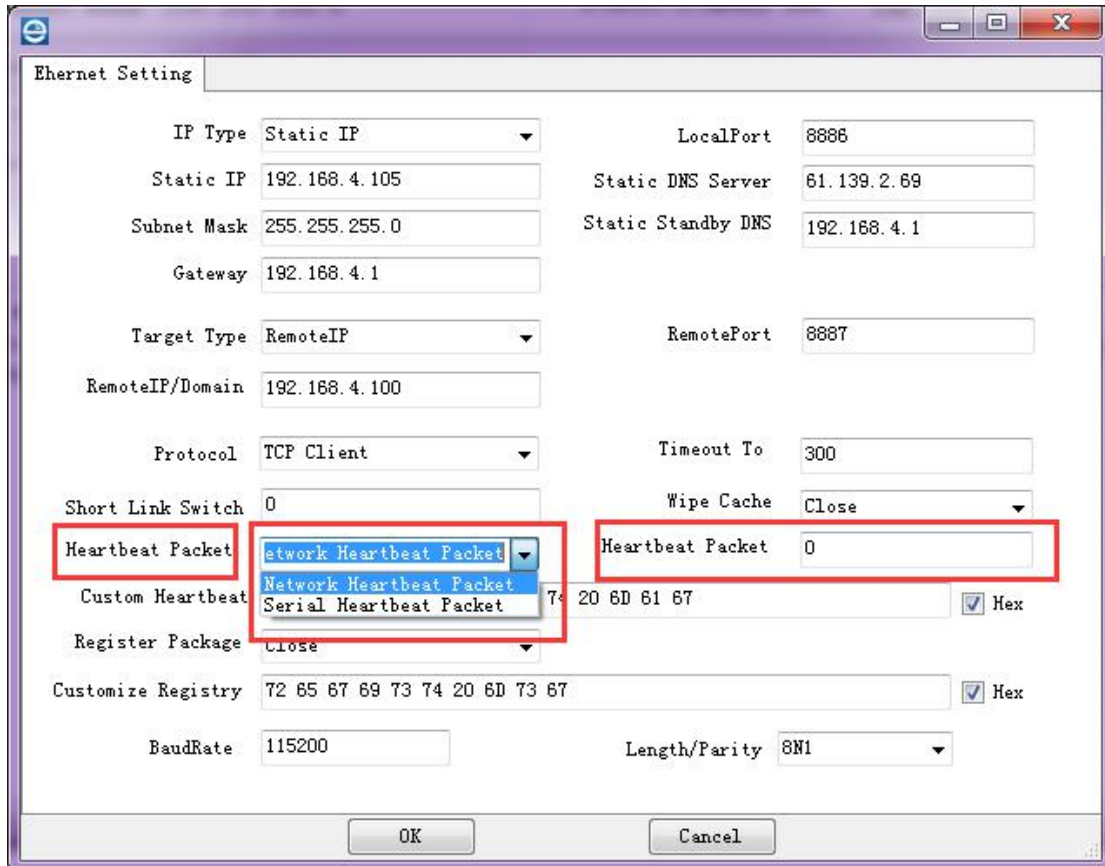 Ehernet Setting
IP Type Static IP LocalPort 8886
Static IP 192.168.4.105 Static DNS Server 61.139.2.69
Subnet Mask 255.255.255.0 Static Standby DNS 192.168.4.1
Gateway 192.168.4.1
Target Type RemoteIP RemotePort 8887
RemoteIP/Domain 192.168.4.100
Protocol TCP Client Timeout To 300
Short Link Switch 0 Wipe Cache Close
Heartbeat Packet etwork Heartbeat Packet Heartbeat Packet 0
Network Heartbeat Packet
Custom Heartbeat Serial Heartbeat Packet 74 20 6D 61 67 Hex
Register Package Close
Customize Registry 72 65 67 69 73 74 20 6D 73 67 Hex
BaudRate 115200 Length/Parity 8N1
OK Cancel